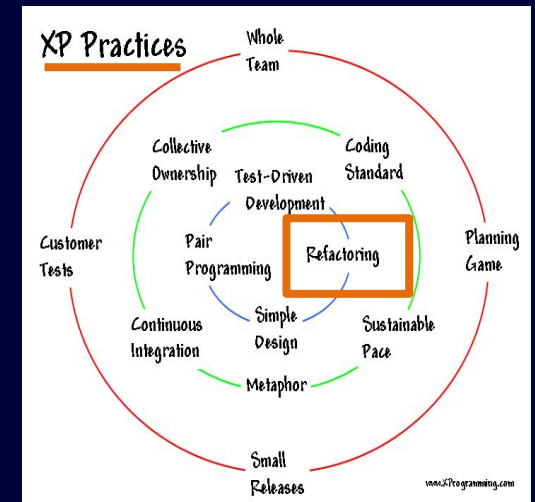 XP Practices
Whole
Team
Collective
Ownership
Coding
Standard
Test-Driven
Development
Customer
Tests
Pair
Programming
Refactoring
Planning
Game
Continuous
Integration
Simple
Design
Sustainable
Pace
Metaphor
Small
Releases
www.XProgramming.com